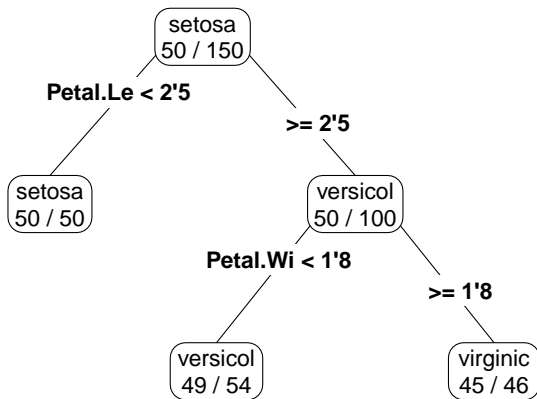 setosa
50 / 150
Petal.Le < 2'5
>= 2'5
setosa
50 / 50
versicol
50 / 100
Petal.Wi < 1'8
>= 1'8
versicol
49 / 54
virginic
45 / 46